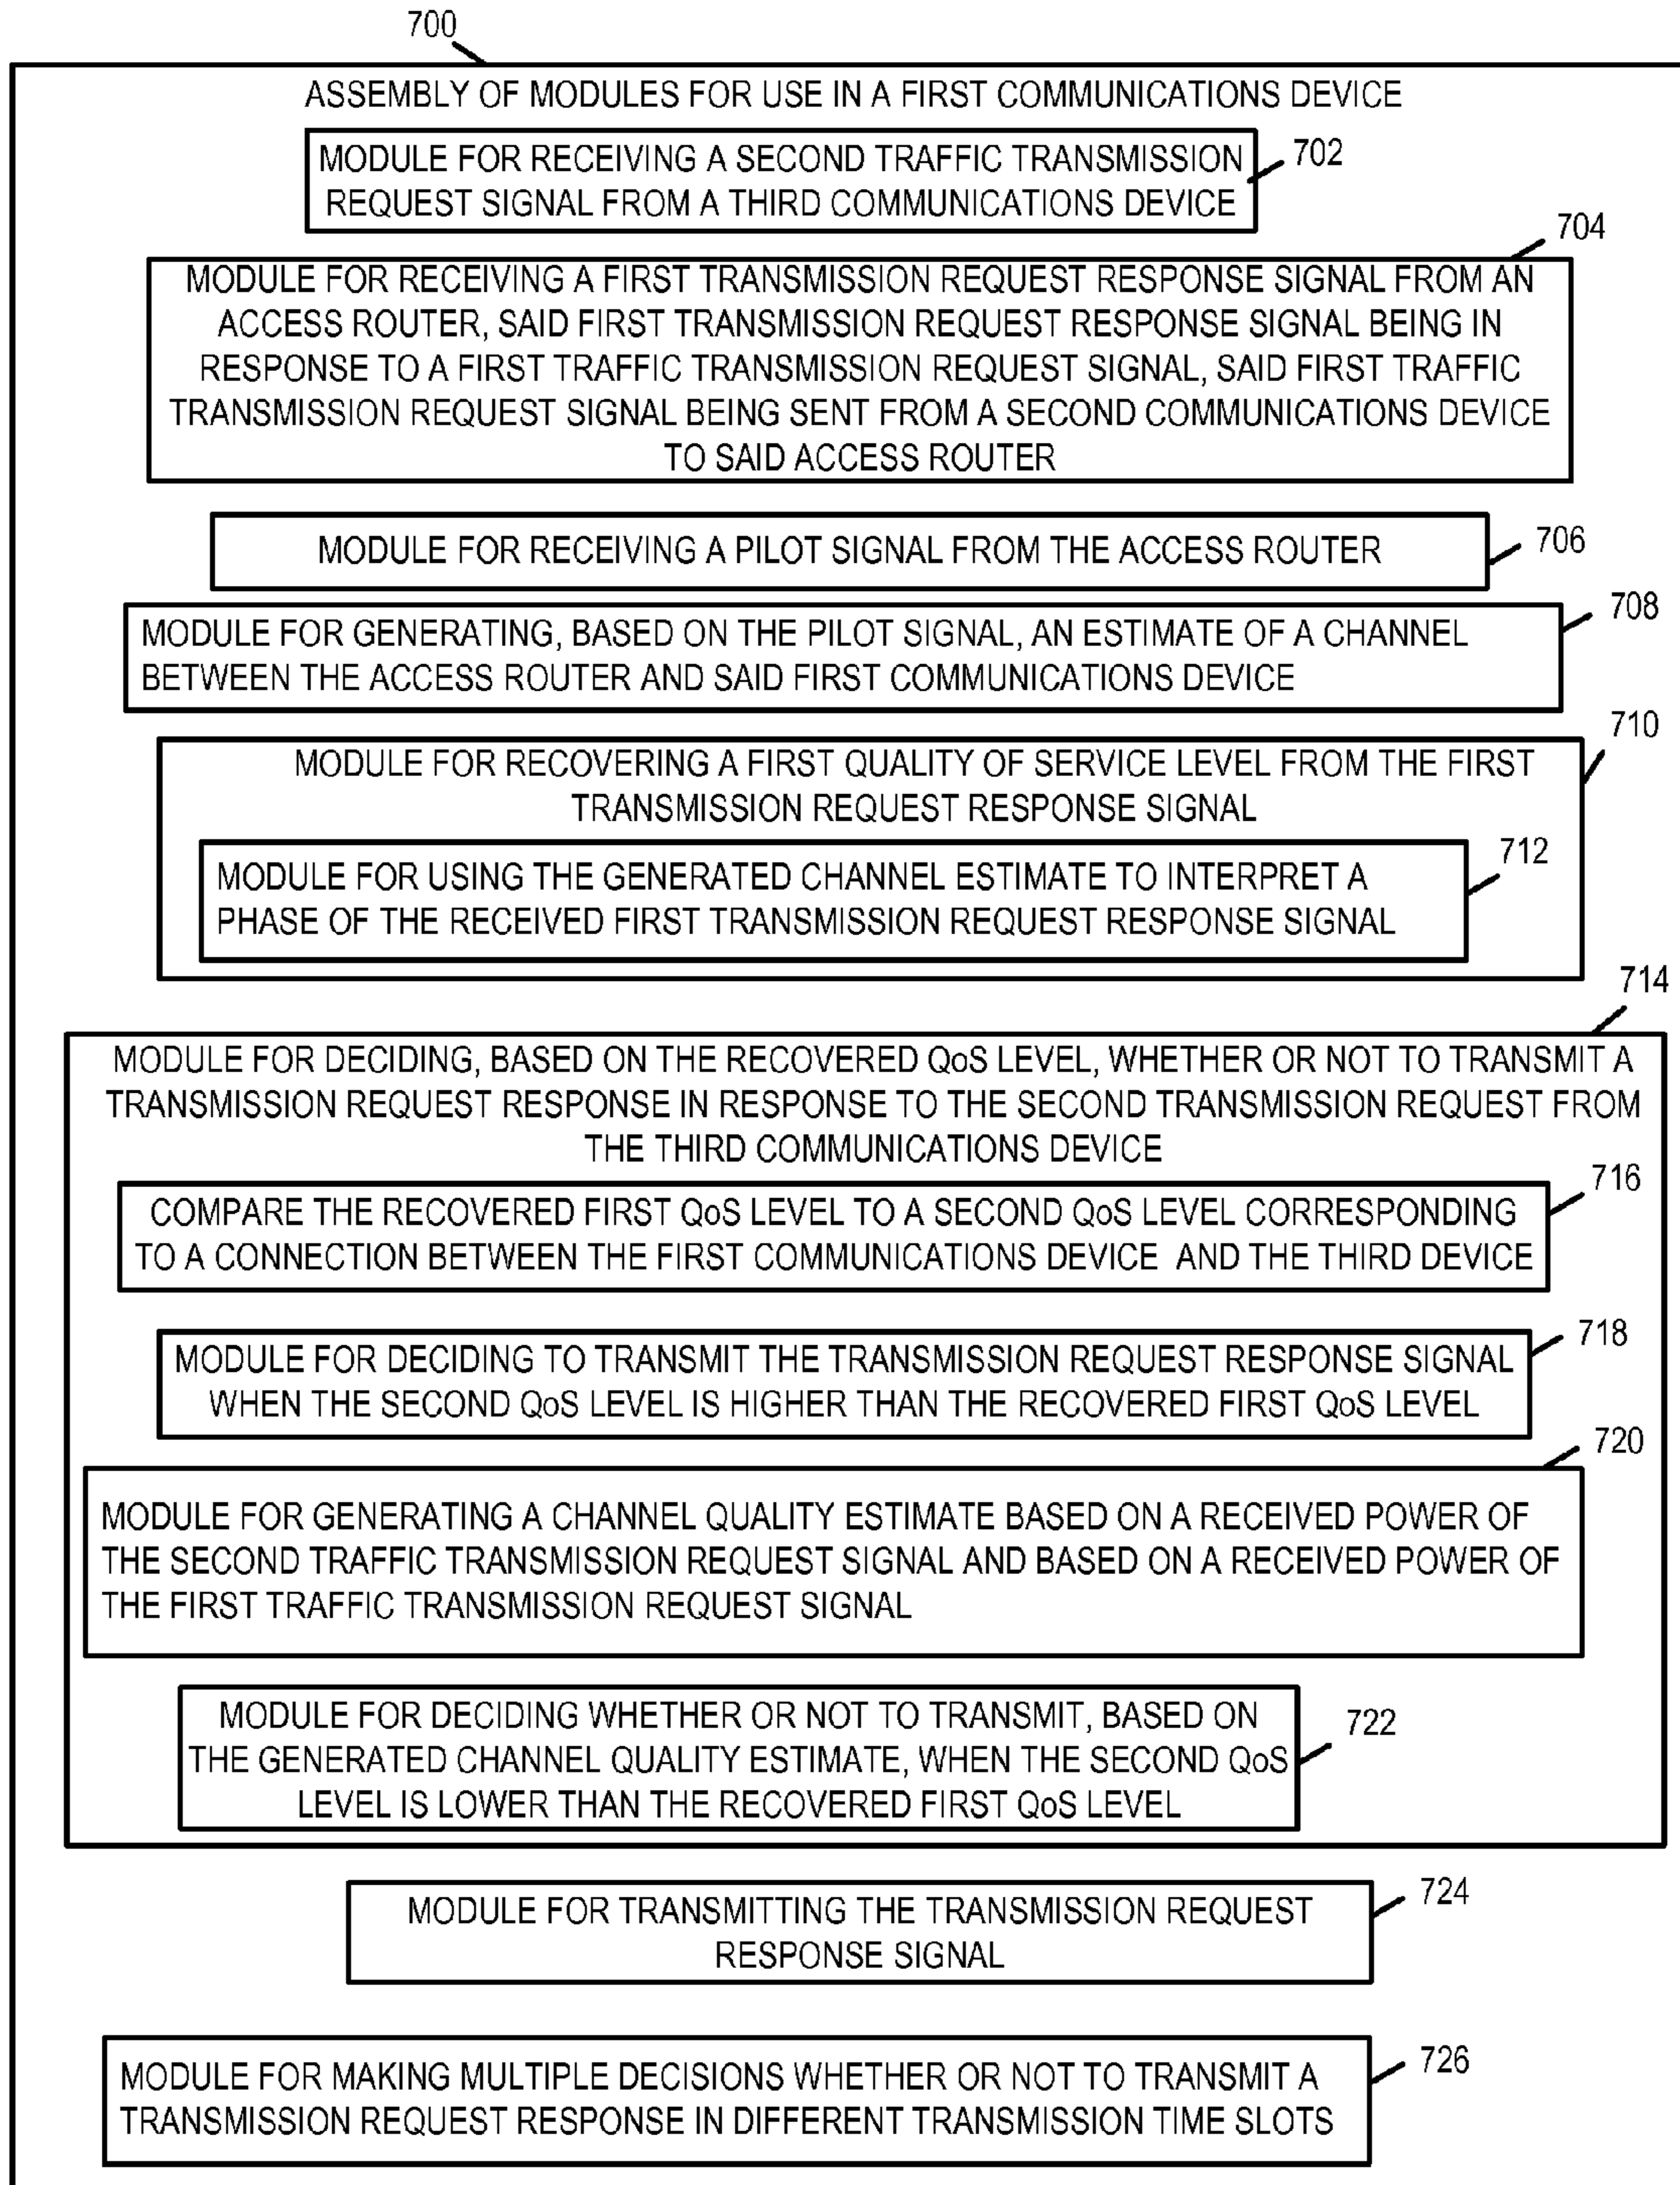 700
ASSEMBLY OF MODULES FOR USE IN A FIRST COMMUNICATIONS DEVICE
MODULE FOR RECEIVING A SECOND TRAFFIC TRANSMISSION
REQUEST SIGNAL FROM A THIRD COMMUNICATIONS DEVICE
702
704
MODULE FOR RECEIVING A FIRST TRANSMISSION REQUEST RESPONSE SIGNAL FROM AN
ACCESS ROUTER, SAID FIRST TRANSMISSION REQUEST RESPONSE SIGNAL BEING IN
RESPONSE TO A FIRST TRAFFIC TRANSMISSION REQUEST SIGNAL, SAID FIRST TRAFFIC
TRANSMISSION REQUEST SIGNAL BEING SENT FROM A SECOND COMMUNICATIONS DEVICE
TO SAID ACCESS ROUTER
MODULE FOR RECEIVING A PILOT SIGNAL FROM THE ACCESS ROUTER
706
708
MODULE FOR GENERATING, BASED ON THE PILOT SIGNAL, AN ESTIMATE OF A CHANNEL
BETWEEN THE ACCESS ROUTER AND SAID FIRST COMMUNICATIONS DEVICE
710
MODULE FOR RECOVERING A FIRST QUALITY OF SERVICE LEVEL FROM THE FIRST
TRANSMISSION REQUEST RESPONSE SIGNAL
712
MODULE FOR USING THE GENERATED CHANNEL ESTIMATE TO INTERPRET A
PHASE OF THE RECEIVED FIRST TRANSMISSION REQUEST RESPONSE SIGNAL
714
MODULE FOR DECIDING, BASED ON THE RECOVERED QoS LEVEL, WHETHER OR NOT TO TRANSMIT A
TRANSMISSION REQUEST RESPONSE IN RESPONSE TO THE SECOND TRANSMISSION REQUEST FROM
THE THIRD COMMUNICATIONS DEVICE
716
COMPARE THE RECOVERED FIRST QoS LEVEL TO A SECOND QoS LEVEL CORRESPONDING
TO A CONNECTION BETWEEN THE FIRST COMMUNICATIONS DEVICE AND THE THIRD DEVICE
718
MODULE FOR DECIDING TO TRANSMIT THE TRANSMISSION REQUEST RESPONSE SIGNAL
WHEN THE SECOND QoS LEVEL IS HIGHER THAN THE RECOVERED FIRST QoS LEVEL
720
MODULE FOR GENERATING A CHANNEL QUALITY ESTIMATE BASED ON A RECEIVED POWER OF
THE SECOND TRAFFIC TRANSMISSION REQUEST SIGNAL AND BASED ON A RECEIVED POWER OF
THE FIRST TRAFFIC TRANSMISSION REQUEST SIGNAL
MODULE FOR DECIDING WHETHER OR NOT TO TRANSMIT, BASED ON
THE GENERATED CHANNEL QUALITY ESTIMATE, WHEN THE SECOND QoS
LEVEL IS LOWER THAN THE RECOVERED FIRST QoS LEVEL
722
724
MODULE FOR TRANSMITTING THE TRANSMISSION REQUEST
RESPONSE SIGNAL
726
MODULE FOR MAKING MULTIPLE DECISIONS WHETHER OR NOT TO TRANSMIT A
TRANSMISSION REQUEST RESPONSE IN DIFFERENT TRANSMISSION TIME SLOTS